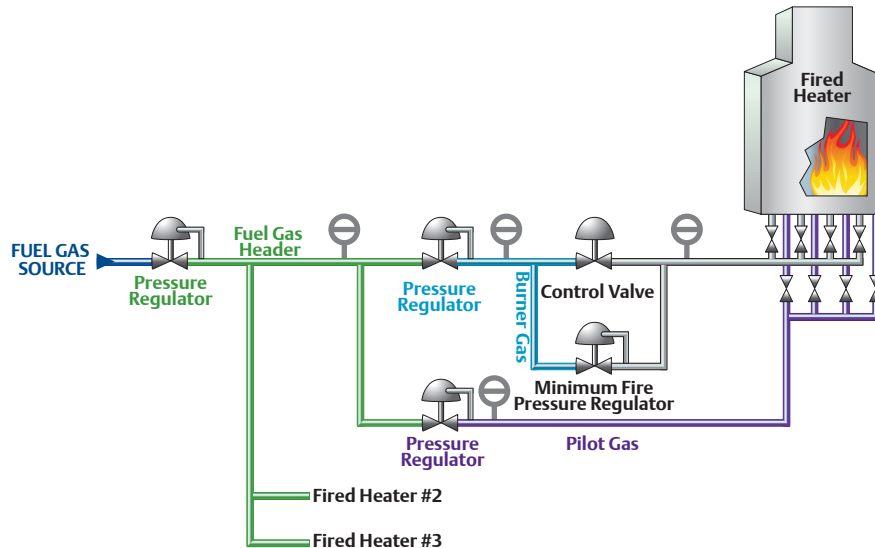 Fired
Heater
FUEL GAS
SOURCE
Pressure
Regulator
Fuel Gas
Header
Pressure
Regulator
Burner Gas
Control Valve
Minimum Fire
Pressure Regulator
Pressure
Regulator
Pilot Gas
Fired Heater #2
Fired Heater #3